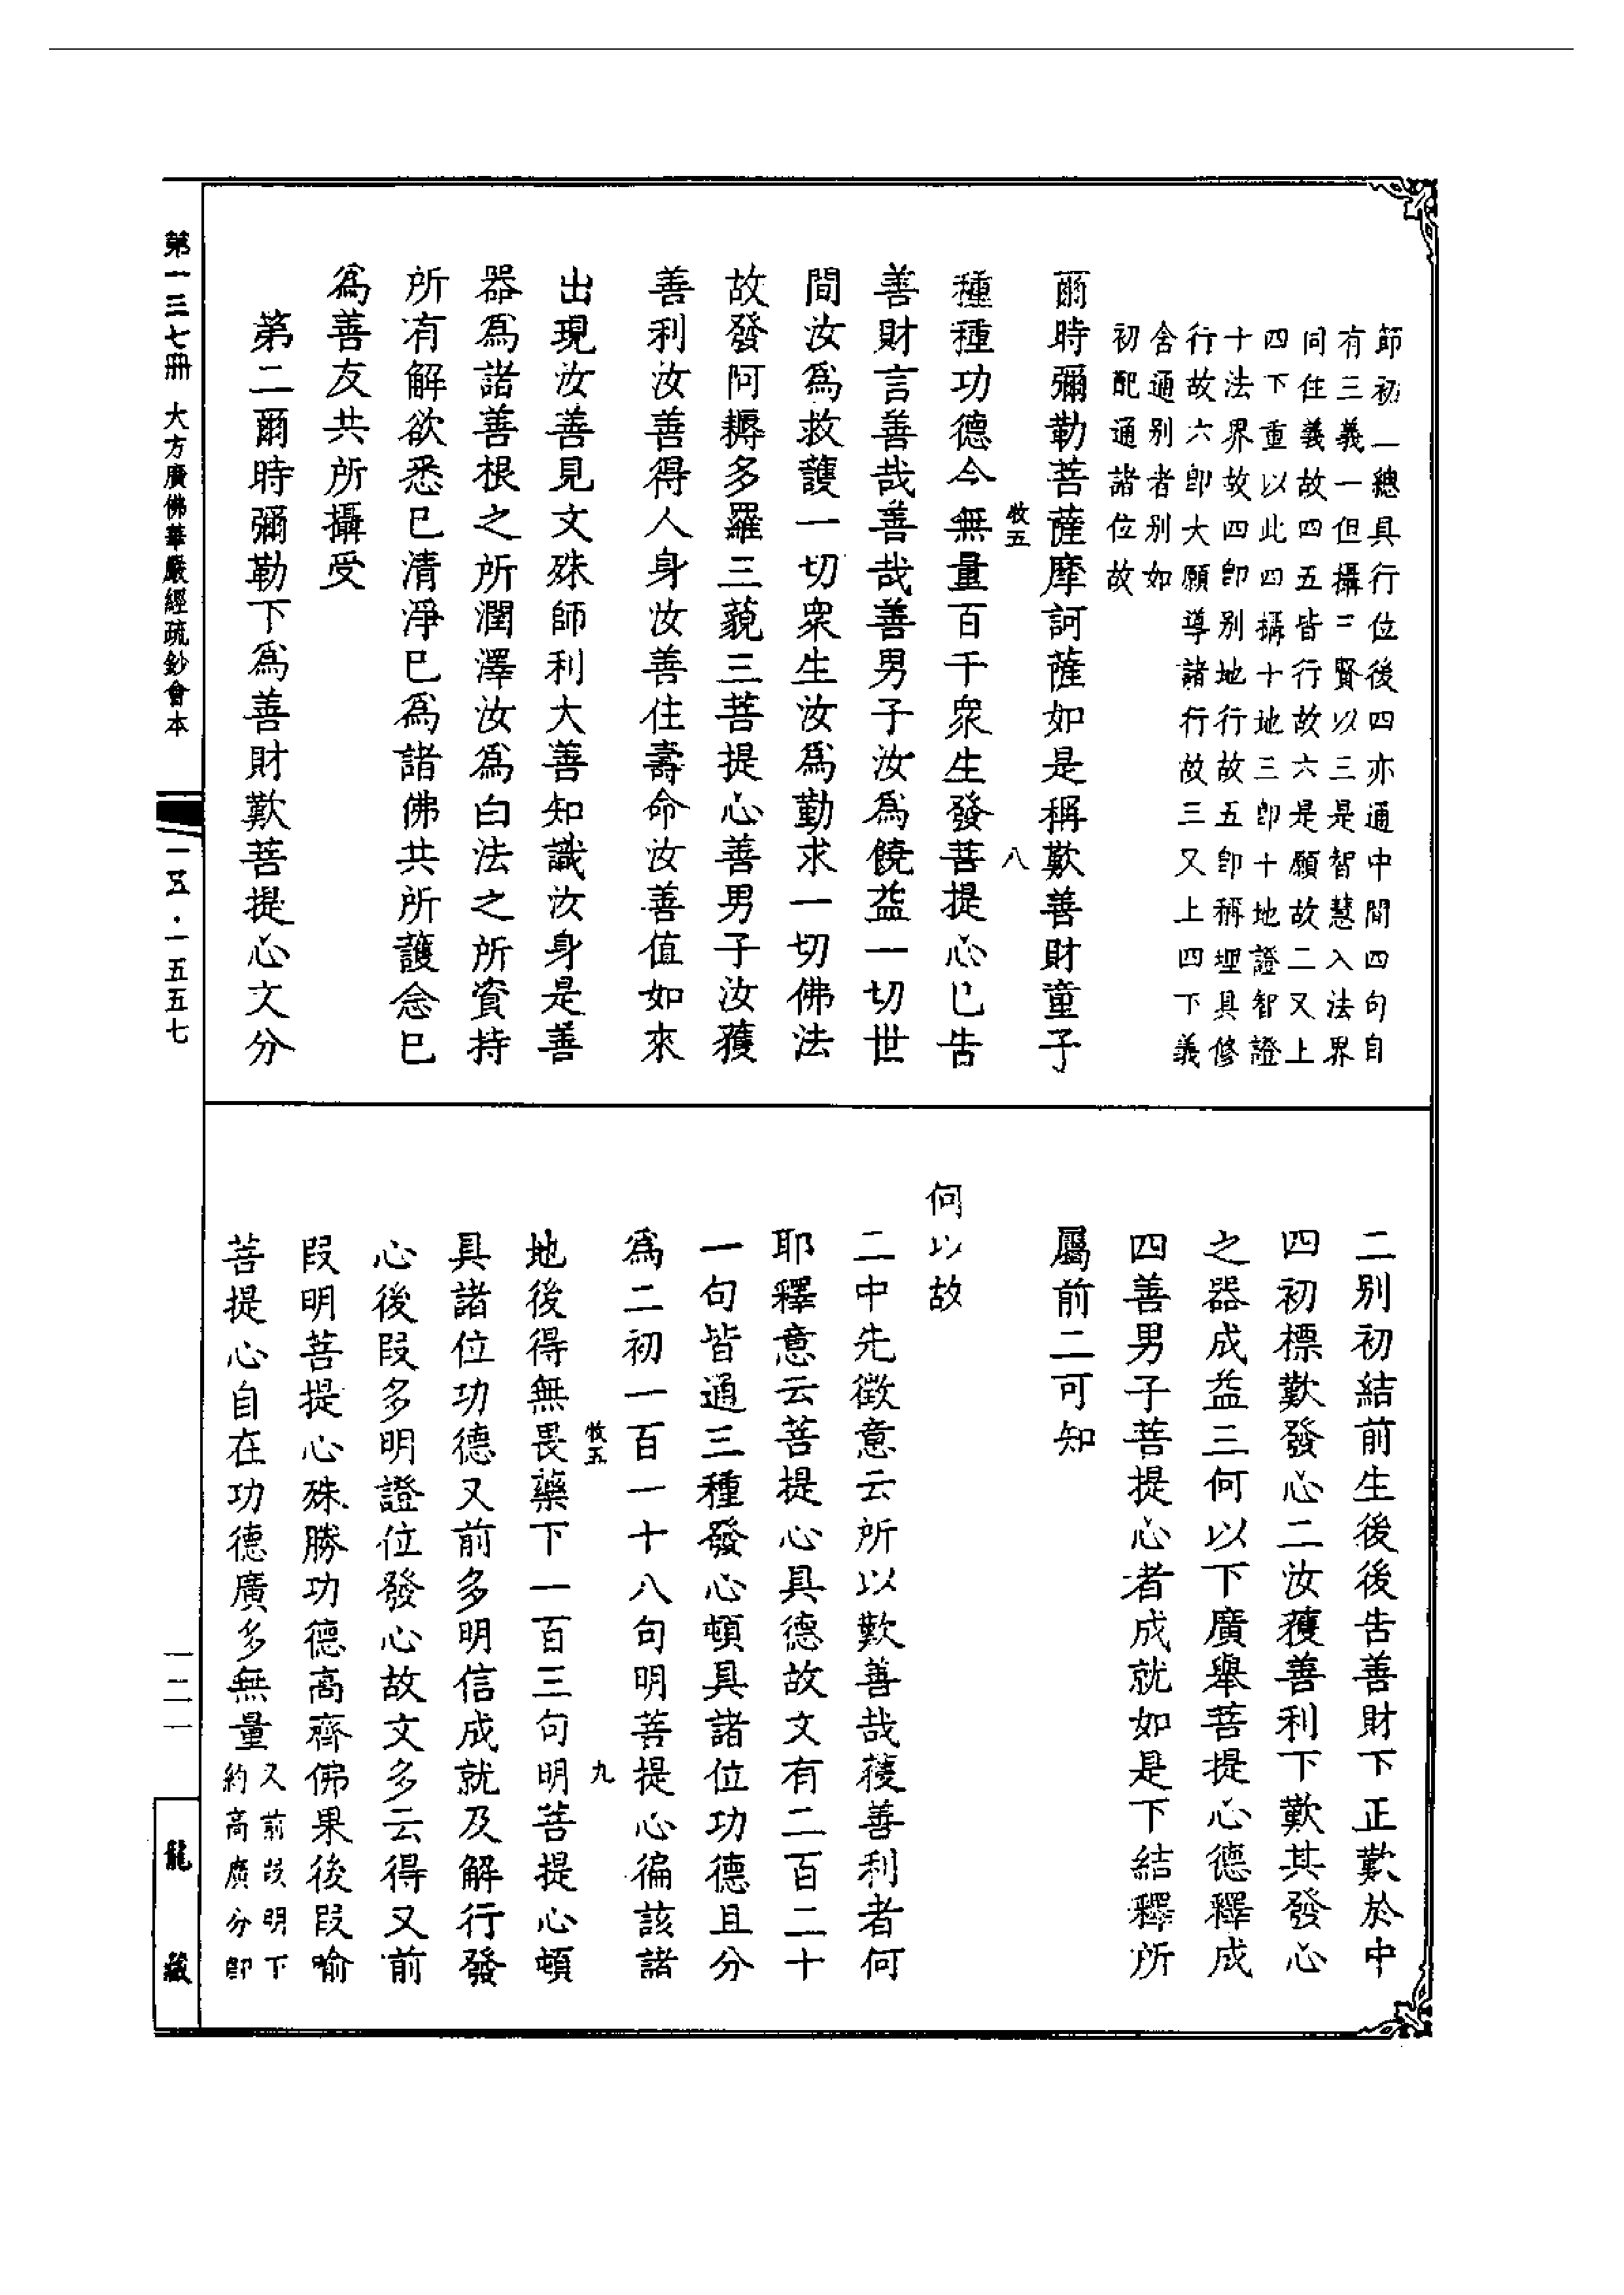 節初一總具行位後四亦通中間四句自
有三義一但攝三賢以三是智慧入法界
同住義故四五皆行故六是願故二又上
四下重以此四攝十地三即十地證智證
十法界故四即別地行故五即稱理具修
行故六即大願導諸行故三又上四下義
含通別者別如
初配通諸位故
爾時彌勒菩薩摩訶薩如是稱歎善財童子
牧五
八
種種功德令無量百千眾生發菩提心已告
善財言善哉善哉善男子汝為饒益一切世
間汝為救護一切眾生汝為勤求一切佛法
故發阿耨多羅三藐三菩提心善男子汝獲
善利汝善得人身汝善住壽命汝善值如來
出現汝善見文殊師利大善知識汝身是善
器為諸善根之所潤澤汝為白法之所資持
所有解欲悉已清淨已為諸佛共所護念已
為善友共所攝受
第二爾時彌勒下為善財歎菩提心文分
二別初結前生後後告善財下正歎於中
四初標歎發心二汝獲善利下歎其發心
之器成益三何以下廣舉菩提心德釋成
四善男子菩提心者成就如是下結釋所
屬前二可知
何以故
二中先徵意云所以歎善哉獲善利者何
耶釋意云菩提心具德故文有二百二十
一句皆通三種發心頓具諸位功德且分
為二初一百一十八句明菩提心徧該諸
牧五
九
地後得無畏藥下一百三句明菩提心頓
具諸位功德又前多明信成就及解行發
心後段多明證位發心故文多云得又前
段明菩提心殊勝功德高齊佛果後段喻
菩提心自在功德廣多無量
又前段明下
約高廣分即
第一三七冊 大方廣佛華嚴經疏鈔會本
一三五·一五五七
一二一
龍藏